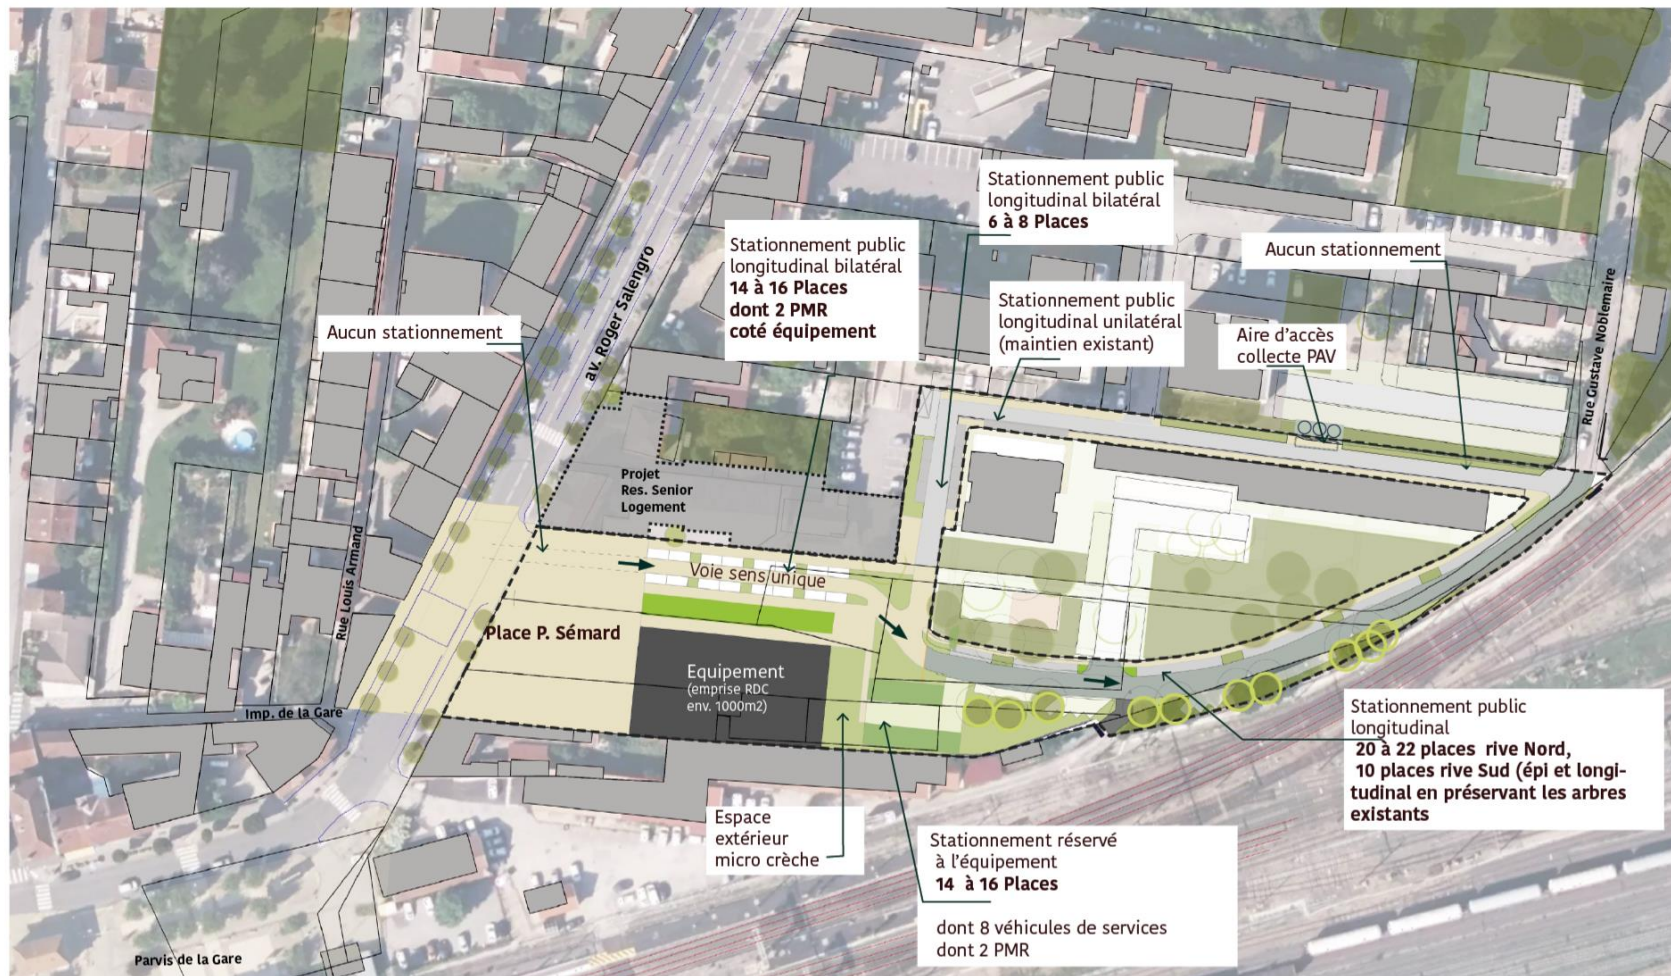 Stationnement public
longitudinal bilatéral
6 à 8 Places
Stationnement public
longitudinal bilatéral
14 à 16 Places
dont 2 PMR
coté équipement
Aucun stationnement
Stationnement public
longitudinal unilatéral
(maintien existant)
Aire d'accès
collecte PAV
Rue Gustave Noblemaire
av. Roger Salengro
Aucun stationnement
Projet
Res. Senior
Logement
Voie sens unique
Rue Louis Armand
Place P. Sémard
Equipement
(emprise RDC
env. 1000m2)
Imp. de la Gare
Stationnement public
longitudinal
20 à 22 places rive Nord,
10 places rive Sud (épi et longi-
tudinal en préservant les arbres
existants
Espace
extérieur
micro crèche
Stationnement réservé
à l'équipement
14 à 16 Places
dont 8 véhicules de services
dont 2 PMR
Parvis de la Gare